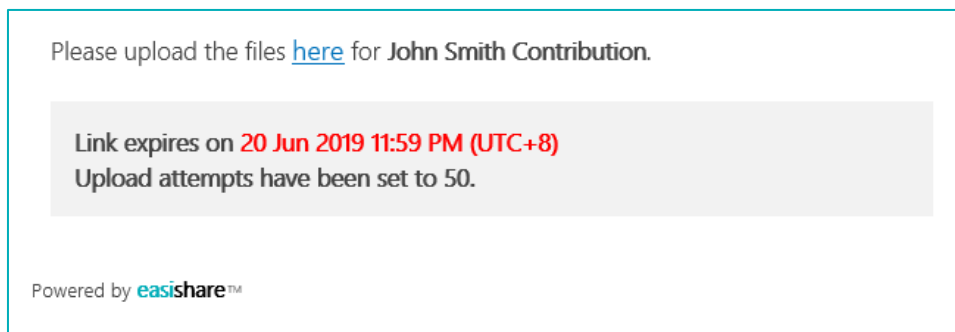 Please upload the files here for John Smith Contribution.
Link expires on 20 Jun 2019 11:59 PM (UTC+8)
Upload attempts have been set to 50.
Powered by easishare™